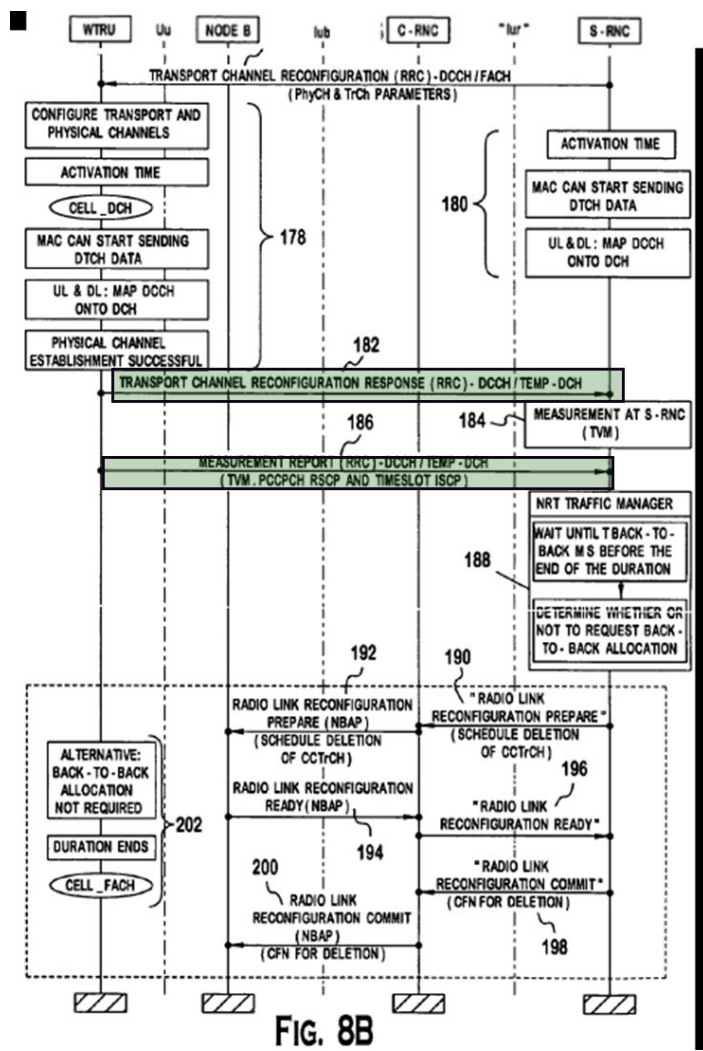 WTRU Uu NODE B Iub C-RNC "Iur" S-RNC
TRANSPORT CHANNEL RECONFIGURATION (RRC)-DCCH/FACH
(PhyCH & TrCh PARAMETERS)
CONFIGURE TRANSPORT AND
PHYSICAL CHANNELS
ACTIVATION TIME
CELL_DCH
MAC CAN START SENDING
DTCH DATA
UL & DL: MAP DCCH
ONTO DCH
PHYSICAL CHANNEL
ESTABLISHMENT SUCCESSFUL
178
180
ACTIVATION TIME
MAC CAN START SENDING
DTCH DATA
UL&DL: MAP DCCH
ONTO DCH
182
TRANSPORT CHANNEL RECONFIGURATION RESPONSE (RRC)-DCCH/TEMP-DCH
184
MEASUREMENT AT S-RNC
(TVM)
186
MEASUREMENT REPORT (RRC)-DCCH/TEMP-DCH
(TVM, PCCPCH RSCP AND TIMESLOT ISCP)
NRT TRAFFIC MANAGER
188
WAIT UNTIL TBACK-TO-
BACK MS BEFORE THE
END OF THE DURATION
DETERMINE WHETHER OR
NOT TO REQUEST BACK-
TO-BACK ALLOCATION
190
"RADIO LINK
RECONFIGURATION PREPARE"
(SCHEDULE DELETION
OF CCTrCH)
192
RADIO LINK RECONFIGURATION
PREPARE (NBAP)
(SCHEDULE DELETION
OF CCTrCH)
ALTERNATIVE:
BACK-TO-BACK
ALLOCATION
NOT REQUIRED
DURATION ENDS
CELL_FACH
202
RADIO LINK RECONFIGURATION
READY(NBAP)
194
196
"RADIO LINK
RECONFIGURATION READY"
"RADIO LINK
RECONFIGURATION COMMIT"
(CFN FOR DELETION)
198
200
RADIO LINK
RECONFIGURATION COMMIT
(NBAP)
(CFN FOR DELETION)
FIG. 8B